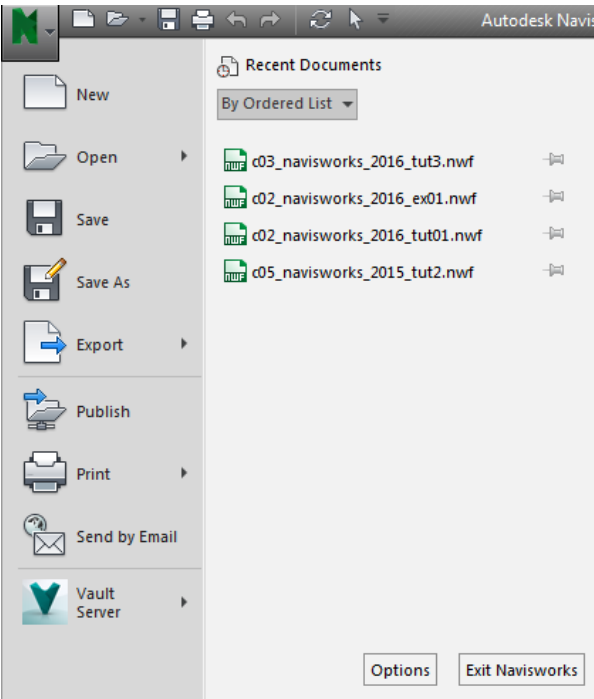 Autodesk Navis
New
Open
Save
Save As
Export
Publish
Print
Send by Email
Vault
Server
Recent Documents
By Ordered List
c03_navisworks_2016_tut3.nwf
c02_navisworks_2016_ex01.nwf
c02_navisworks_2016_tut01.nwf
c05_navisworks_2015_tut2.nwf
Options Exit Navisworks